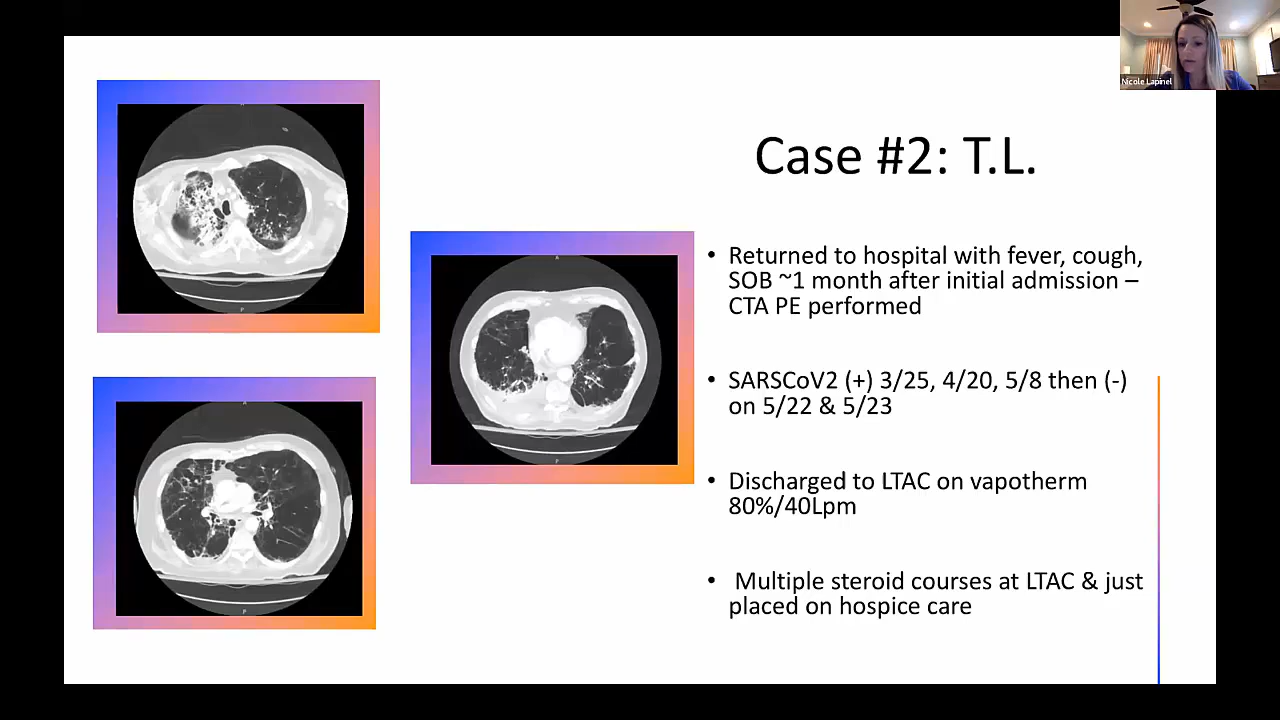 Nicole Lapinel
Case #2: T.L.
• Returned to hospital with fever, cough,
SOB ~1 month after initial admission –
CTA PE performed
• SARSCoV2 (+) 3/25, 4/20, 5/8 then (-)
on 5/22 & 5/23
• Discharged to LTAC on vapotherm
80%/40Lpm
• Multiple steroid courses at LTAC & just
placed on hospice care